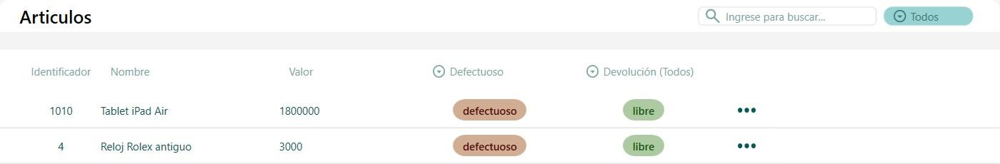 Articulos Ingrese para buscar... Todos
Identificador Nombre Valor Defectuoso Devolución (Todos)
1010 Tablet iPad Air 1800000 defectuoso libre
4 Reloj Rolex antiguo 3000 defectuoso libre